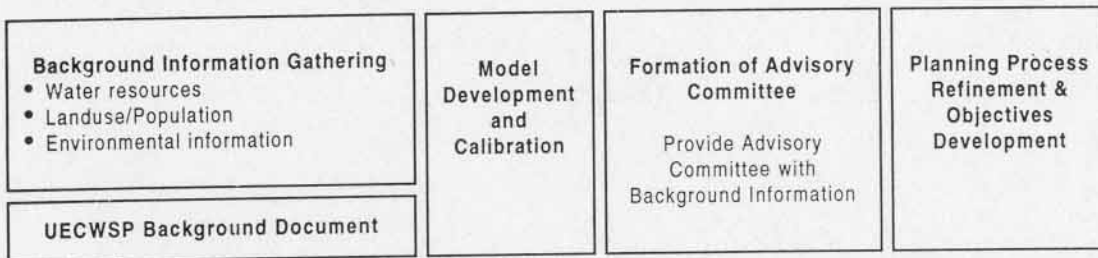 Background Information Gathering
• Water resources
• Landuse/Population
• Environmental information
UECWSP Background Document
Model
Development
and
Calibration
Formation of Advisory
Committee
Provide Advisory
Committee with
Background Information
Planning Process
Refinement &
Objectives
Development